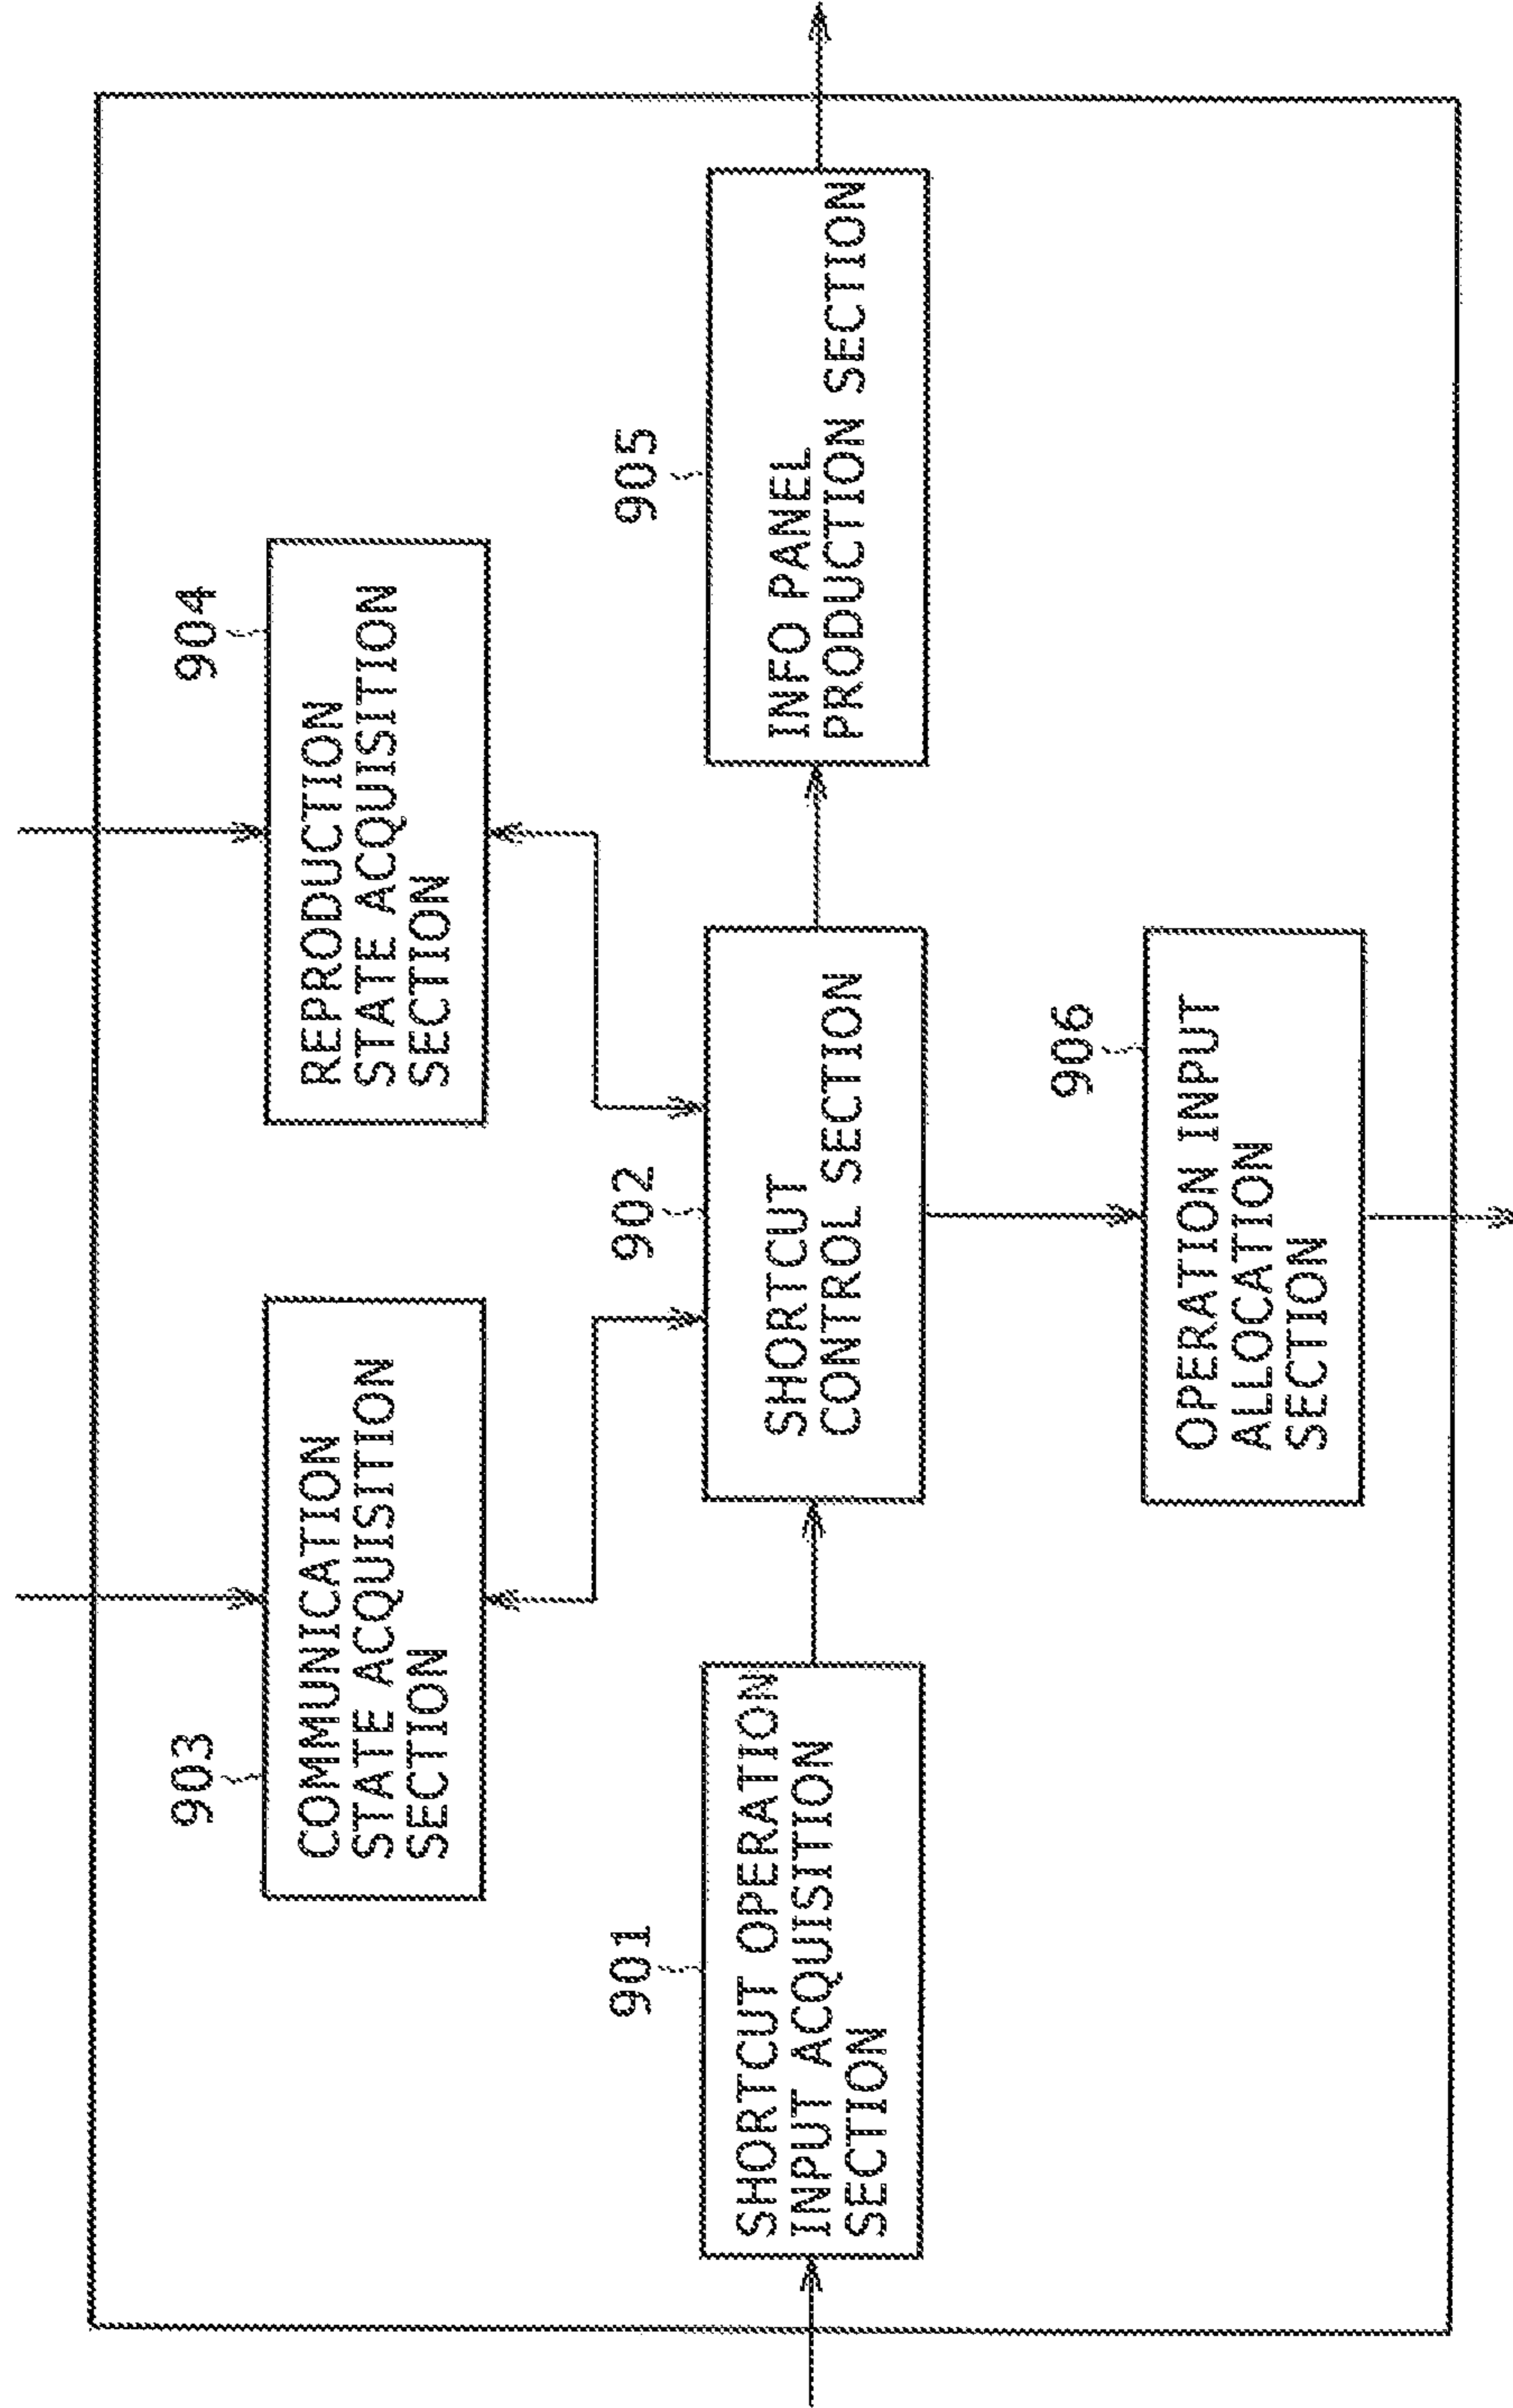 903
COMMUNICATION
STATE ACQUISITION
SECTION
904
REPRODUCTION
STATE ACQUISITION
SECTION
901
SHORTCUT OPERATION
INPUT ACQUISITION
SECTION
902
SHORTCUT
CONTROL SECTION
905
INFO PANEL
PRODUCTION SECTION
906
OPERATION INPUT
ALLOCATION
SECTION